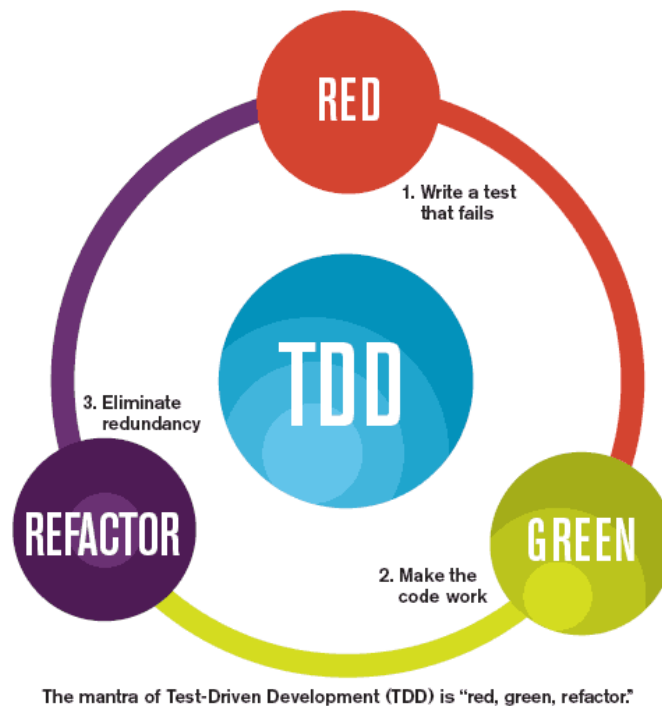 RED
1. Write a test
that fails
TDD
3. Eliminate
redundancy
REFACTOR
GREEN
2. Make the
code work
The mantra of Test-Driven Development (TDD) is “red, green, refactor.”